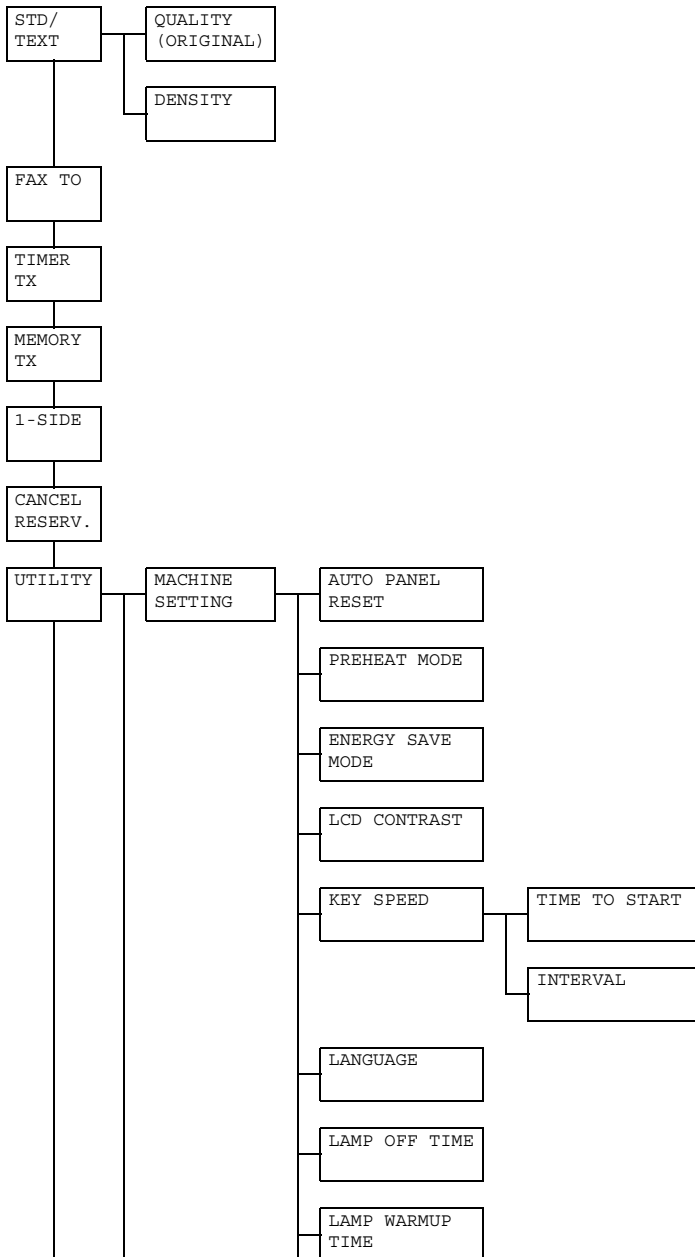 STD/
TEXT
QUALITY
(ORIGINAL)
DENSITY
FAX TO
TIMER
TX
MEMORY
TX
1-SIDE
CANCEL
RESERV.
UTILITY
MACHINE
SETTING
AUTO PANEL
RESET
PREHEAT MODE
ENERGY SAVE
MODE
LCD CONTRAST
KEY SPEED
TIME TO START
INTERVAL
LANGUAGE
LAMP OFF TIME
LAMP WARMUP
TIME